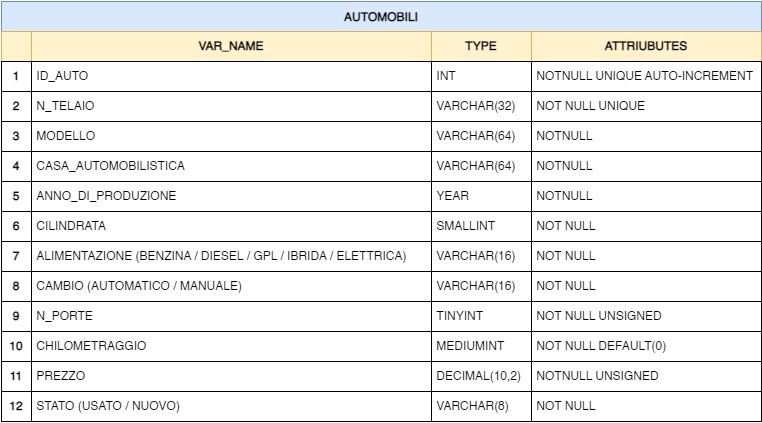 AUTOMOBILI
VAR_NAME TYPE ATTRIUBUTES
1 ID_AUTO INT NOTNULL UNIQUE AUTO-INCREMENT
2 N_TELAIO VARCHAR(32) NOT NULL UNIQUE
3 MODELLO VARCHAR(64) NOTNULL
4 CASA_AUTOMOBILISTICA VARCHAR(64) NOTNULL
5 ANNO_DI_PRODUZIONE YEAR NOTNULL
6 CILINDRATA SMALLINT NOT NULL
7 ALIMENTAZIONE (BENZINA / DIESEL / GPL / IBRIDA / ELETTRICA) VARCHAR(16) NOT NULL
8 CAMBIO (AUTOMATICO / MANUALE) VARCHAR(16) NOT NULL
9 N_PORTE TINYINT NOT NULL UNSIGNED
10 CHILOMETRAGGIO MEDIUMINT NOT NULL DEFAULT(0)
11 PREZZO DECIMAL(10,2) NOTNULL UNSIGNED
12 STATO (USATO / NUOVO) VARCHAR(8) NOT NULL